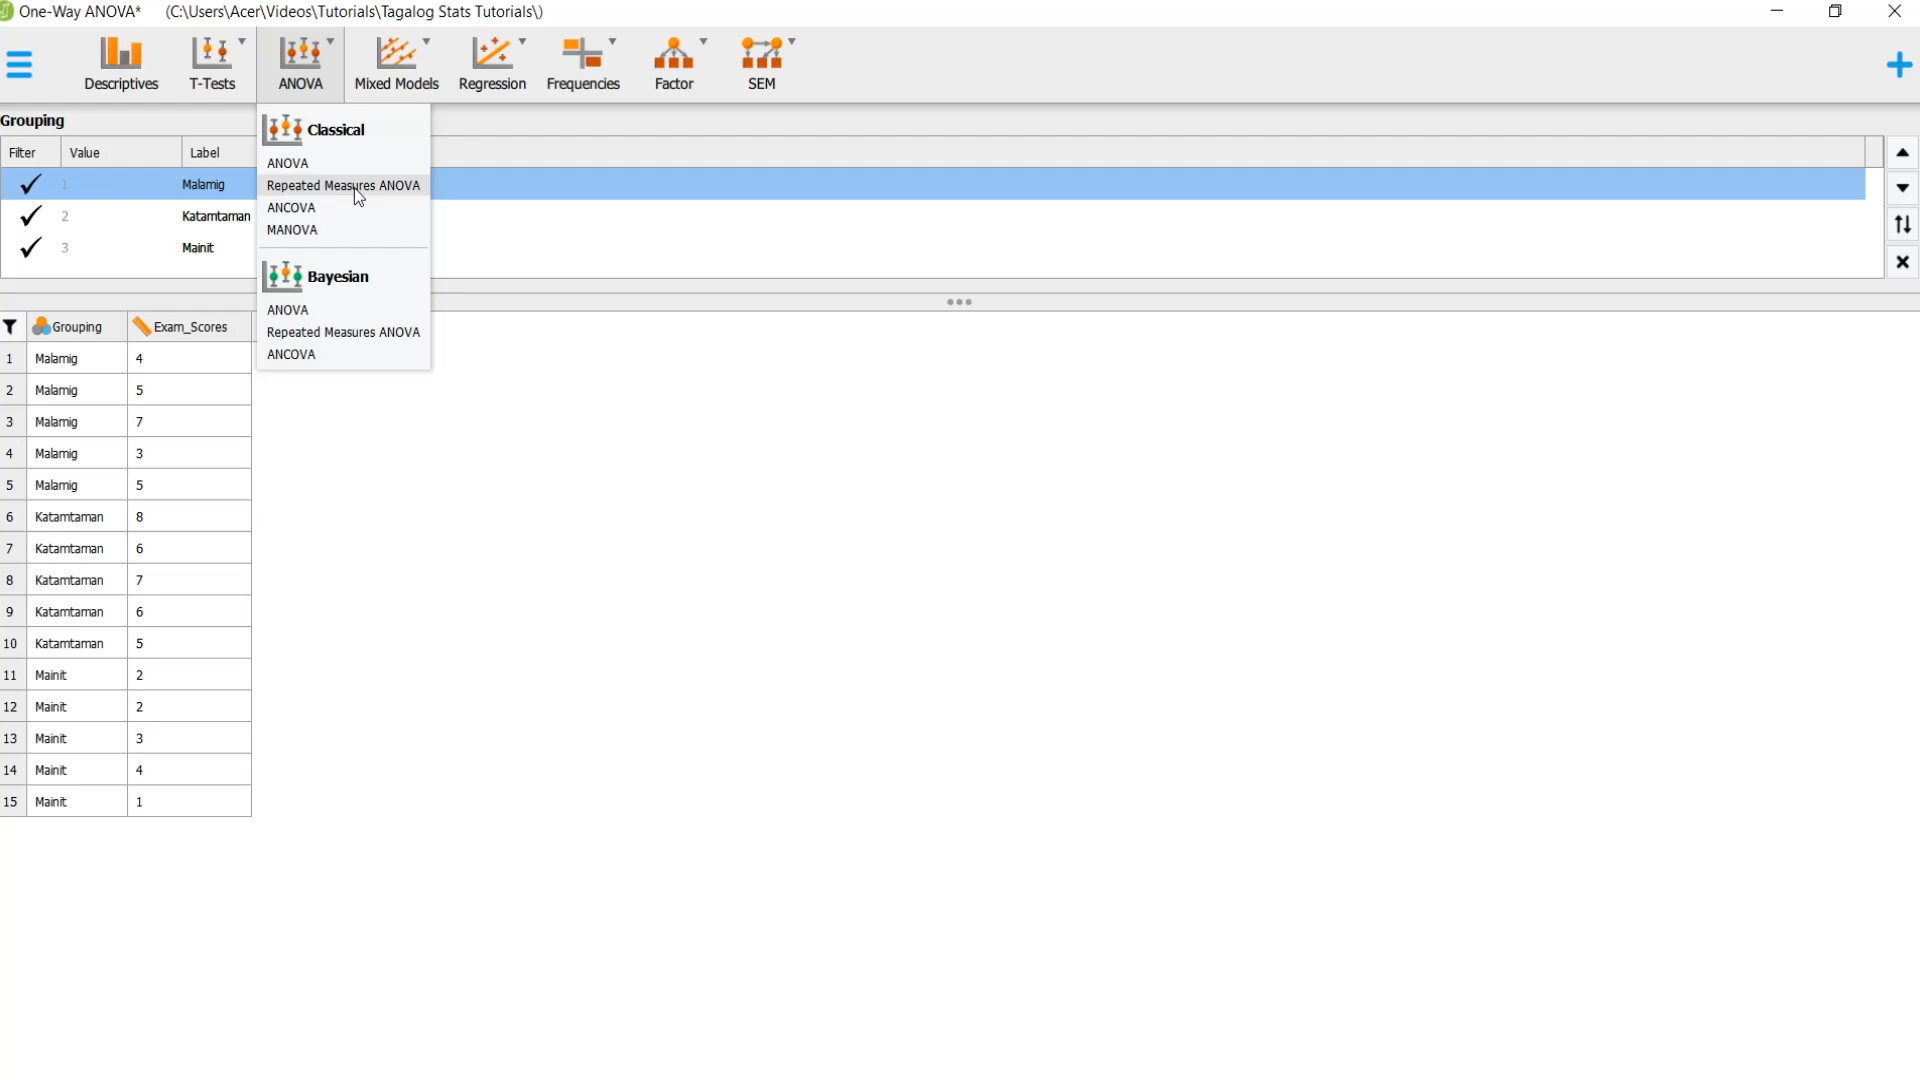 One-Way ANOVA* (C:\Users\Acer\Videos\Tutorials\Tagalog Stats Tutorials\)
Descriptives T-Tests ANOVA Mixed Models Regression Frequencies Factor SEM
Grouping
Filter Value Label
1 Malamig
2 Katamtaman
3 Mainit
Classical
ANOVA
Repeated Measures ANOVA
ANCOVA
MANOVA
Bayesian
ANOVA
Repeated Measures ANOVA
ANCOVA
Grouping Exam_Scores
1 Malamig 4
2 Malamig 5
3 Malamig 7
4 Malamig 3
5 Malamig 5
6 Katamtaman 8
7 Katamtaman 6
8 Katamtaman 7
9 Katamtaman 6
10 Katamtaman 5
11 Mainit 2
12 Mainit 2
13 Mainit 3
14 Mainit 4
15 Mainit 1